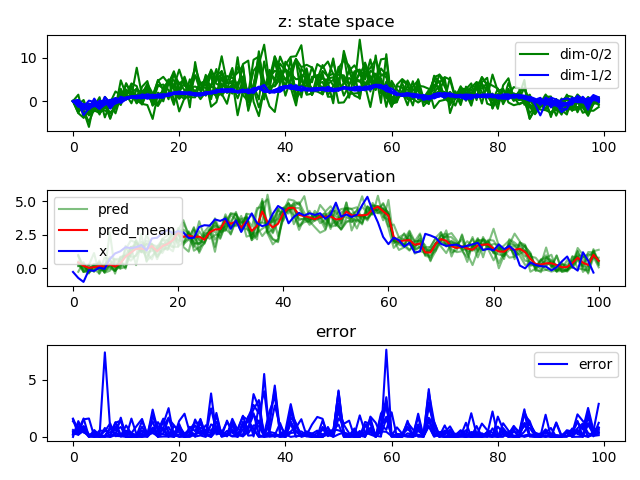 z: state space
10
0
dim-0/2
dim-1/2
0 20 40 60 80 100
x: observation
5.0
2.5
0.0
pred
pred_mean
x
0 20 40 60 80 100
error
5
0
error
0 20 40 60 80 100